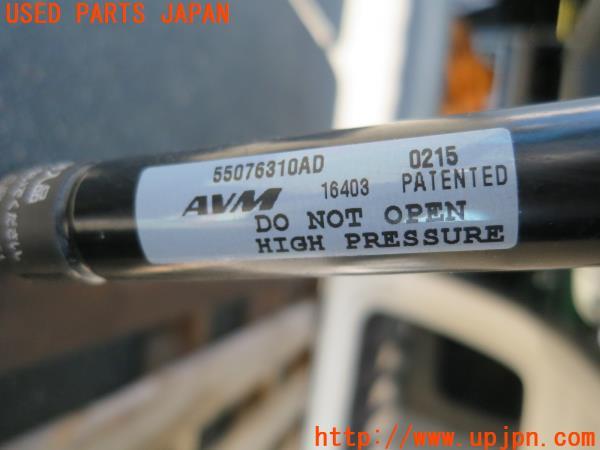 USED PARTS JAPAN
55076310AD 0215
AVM 16403 PATENTED
DO NOT OPEN
HIGH PRESSURE
http://www.upjpn.com/